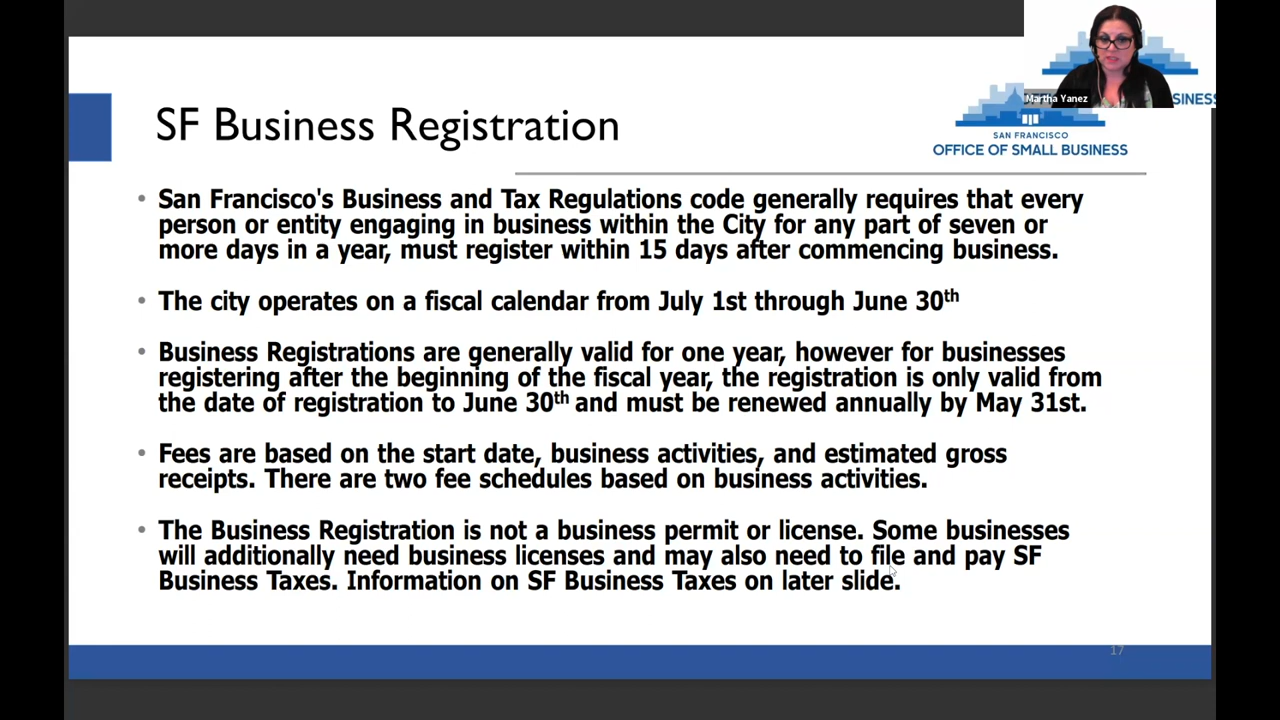 Martha Yanez
SINESS
SF Business Registration
SAN FRANCISCO
OFFICE OF SMALL BUSINESS
• San Francisco's Business and Tax Regulations code generally requires that every
person or entity engaging in business within the City for any part of seven or
more days in a year, must register within 15 days after commencing business.
• The city operates on a fiscal calendar from July 1st through June 30th
• Business Registrations are generally valid for one year, however for businesses
registering after the beginning of the fiscal year, the registration is only valid from
the date of registration to June 30th and must be renewed annually by May 31st.
• Fees are based on the start date, business activities, and estimated gross
receipts. There are two fee schedules based on business activities.
• The Business Registration is not a business permit or license. Some businesses
will additionally need business licenses and may also need to file and pay SF
Business Taxes. Information on SF Business Taxes on later slide.
17